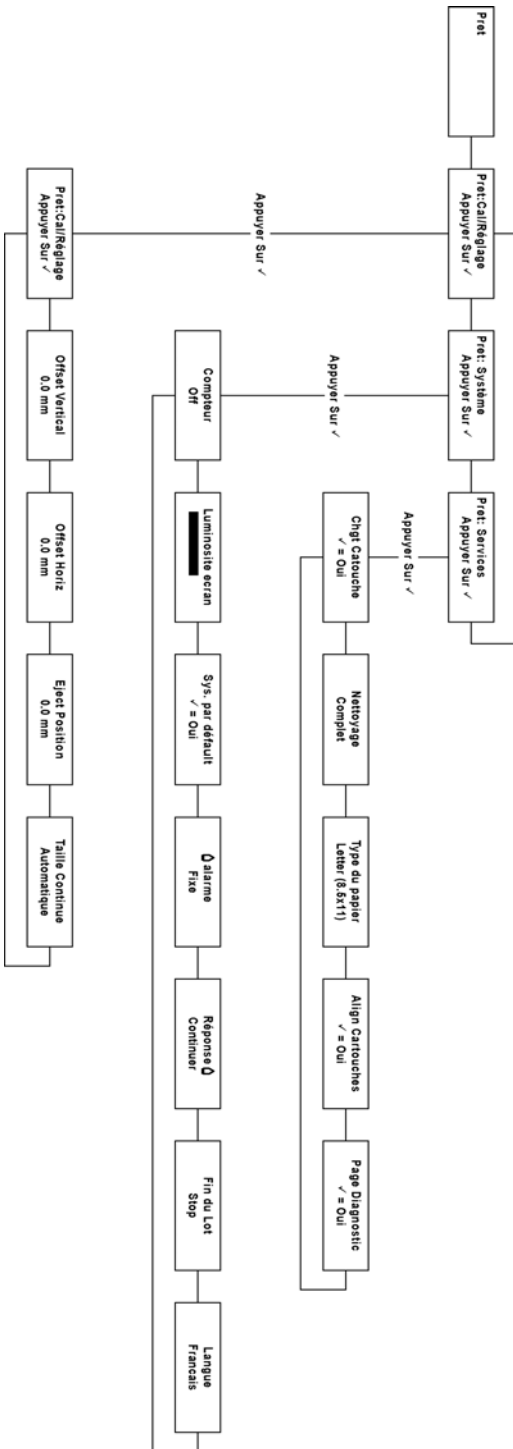 Pret
Pret:Cal/Réglage
Appuyer Sur ✓
Pret: Système
Appuyer Sur ✓
Pret: Services
Appuyer Sur ✓
Appuyer Sur ✓
Chgt Catouche
✓ = Oui
Nettoyage
Complet
Type du papier
Letter (8.5x11)
Align Cartouches
✓ = Oui
Page Diagnostic
✓ = Oui
Appuyer Sur ✓
Compteur
Off
Luminosite ecran
Sys. par défault
✓ = Oui
alarme
Fixe
Réponse
Continuer
Fin du Lot
Stop
Langue
Francais
Appuyer Sur ✓
Pret:Cal/Réglage
Appuyer Sur ✓
Offset Vertical
0.0 mm
Offset Horiz
0.0 mm
Eject Position
0.0 mm
Taille Continue
Automatique